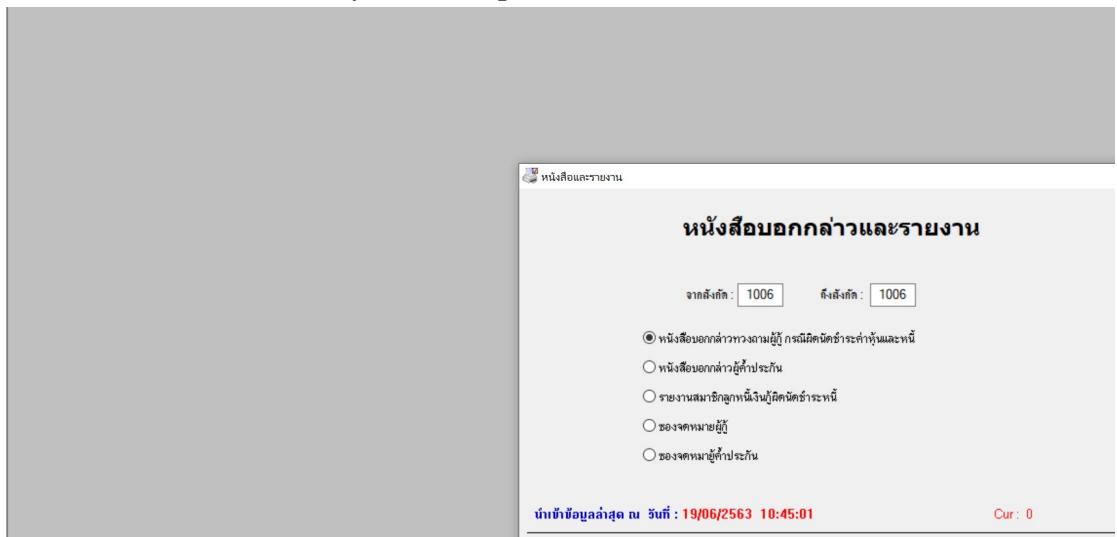 หนังสือและรายงาน
หนังสือบอกกล่าวและรายงาน
จากสังกัด : 1006 ถึงสังกัด : 1006
หนังสือบอกกล่าวทวงถามผู้กู้ กรณีผิดนัดชำระค่าหุ้นและหนี้
หนังสือบอกกล่าวผู้ค้ำประกัน
รายงานสมาชิกลูกหนี้เงินกู้ผิดนัดชำระหนี้
ซองจดหมายผู้กู้
ซองจดหมาผู้ค้ำประกัน
นำเข้าข้อมูลล่าสุด ณ วันที่ : 19/06/2563 10:45:01 Cur : 0